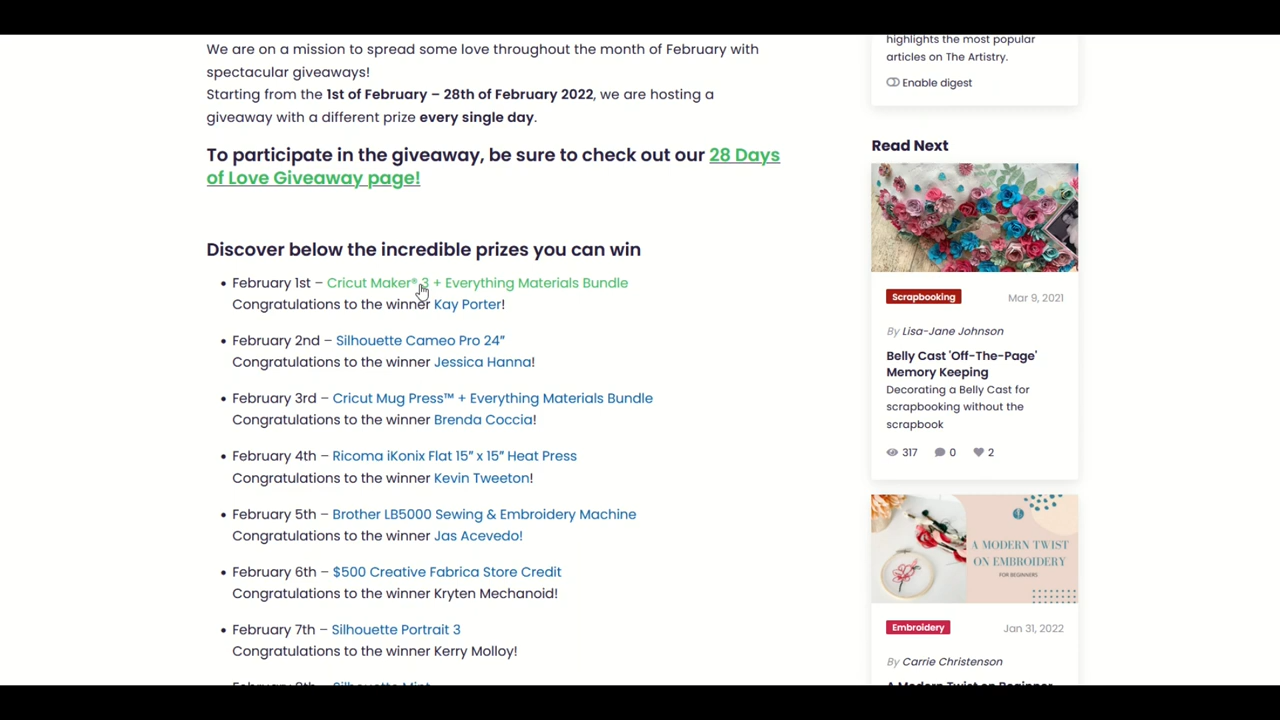 We are on a mission to spread some love throughout the month of February with
spectacular giveaways!
Starting from the 1st of February – 28th of February 2022, we are hosting a
giveaway with a different prize every single day.
To participate in the giveaway, be sure to check out our 28 Days
of Love Giveaway page!
Discover below the incredible prizes you can win
• February 1st – Cricut Maker® 3 + Everything Materials Bundle
Congratulations to the winner Kay Porter!
• February 2nd – Silhouette Cameo Pro 24″
Congratulations to the winner Jessica Hanna!
• February 3rd – Cricut Mug Press™ + Everything Materials Bundle
Congratulations to the winner Brenda Coccia!
• February 4th – Ricoma iKonix Flat 15″ x 15″ Heat Press
Congratulations to the winner Kevin Tweeton!
• February 5th – Brother LB5000 Sewing & Embroidery Machine
Congratulations to the winner Jas Acevedo!
• February 6th – $500 Creative Fabrica Store Credit
Congratulations to the winner Kryten Mechanoid!
• February 7th – Silhouette Portrait 3
Congratulations to the winner Kerry Molloy!
highlights the most popular
articles on The Artistry.
Enable digest
Read Next
Scrapbooking Mar 9, 2021
By Lisa-Jane Johnson
Belly Cast 'Off-The-Page'
Memory Keeping
Decorating a Belly Cast for
scrapbooking without the
scrapbook
317 0 2
A MODERN TWIST
ON EMBROIDERY
FOR BEGINNERS
Embroidery Jan 31, 2022
By Carrie Christenson